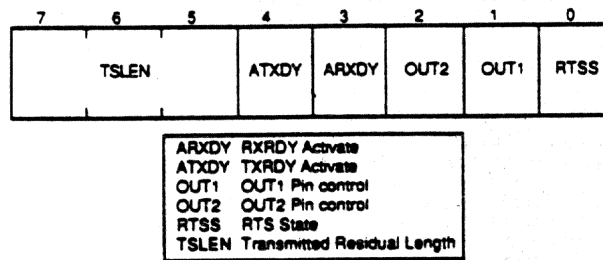 7 6 5 4 3 2 1 0
TSLEN ATXDY ARXDY OUT2 OUT1 RTSS
ARXDY RXRDY Activate
ATXDY TXRDY Activate
OUT1 OUT1 Pin control
OUT2 OUT2 Pin control
RTSS RTS State
TSLEN Transmitted Residual Length